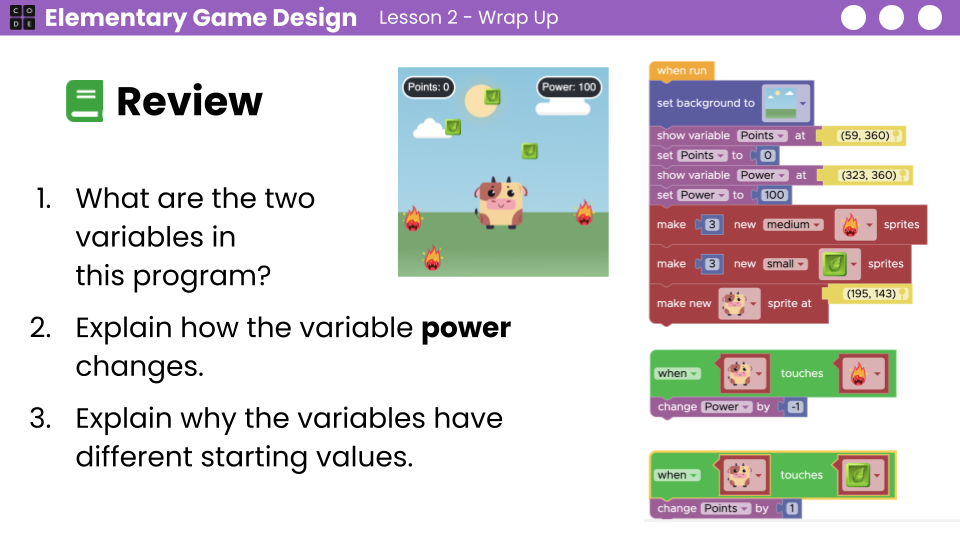 C O
D E
Elementary Game Design
Lesson 2 - Wrap Up
Review
1. What are the two
variables in
this program?
2. Explain how the variable power
changes.
3. Explain why the variables have
different starting values.
Points: 0
Power: 100
when run
set background to
show variable Points at (59, 360)
set Points to 0
show variable Power at (323, 360)
set Power to 100
make 3 new medium sprites
make 3 new small sprites
make new sprite at (195, 143)
when touches
change Power by -1
when touches
change Points by 1